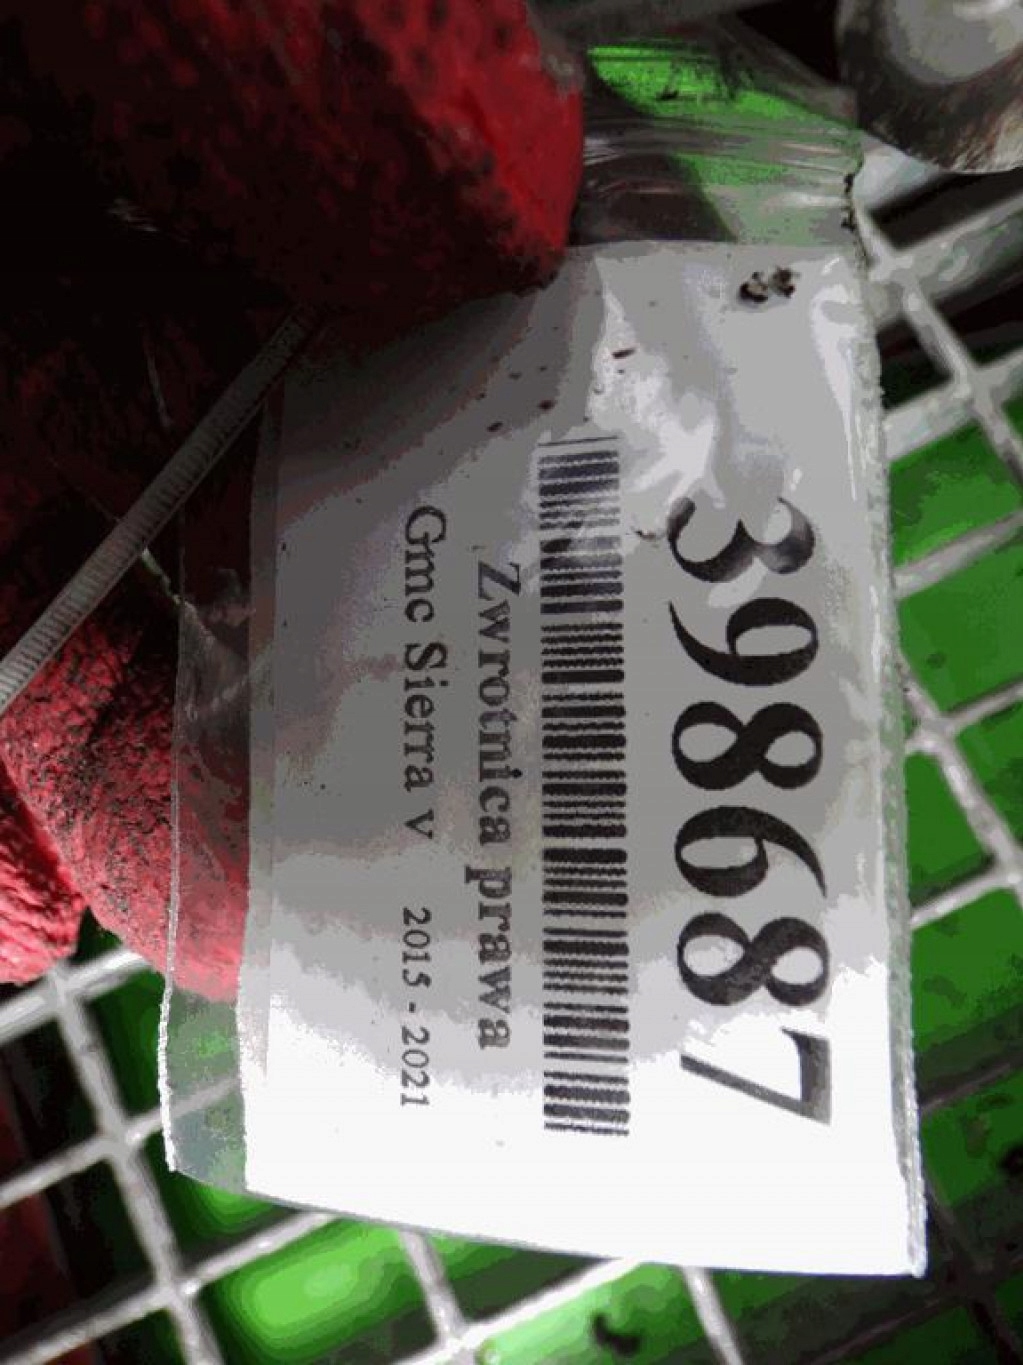 398687
Zwrotnica prawa
Gmc Sierra v 2015 - 2021